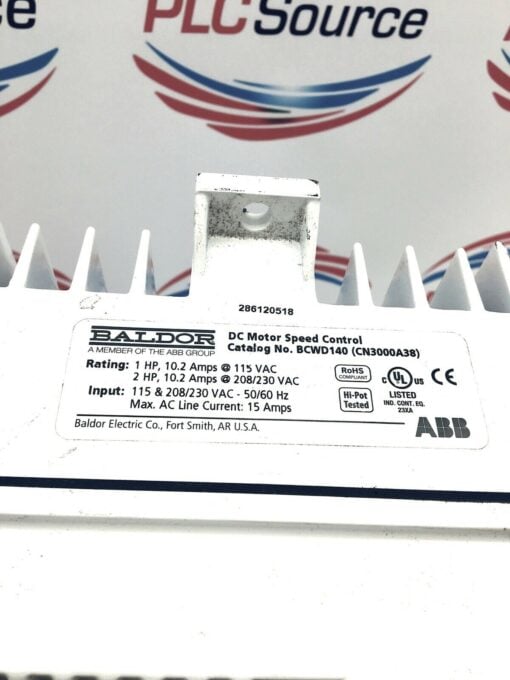 Source
PLCSource
286120518
BALDOR
A MEMBER OF THE ABB GROUP
DC Motor Speed Control
Catalog No. BCWD140 (CN3000A38)
Rating: 1 HP, 10.2 Amps @ 115 VAC
2 HP, 10.2 Amps @ 208/230 VAC
Input: 115 & 208/230 VAC - 50/60 Hz
Max. AC Line Current: 15 Amps
RoHS
COMPLIANT
Hi-Pot
Tested
c UL us CE
LISTED
IND. CONT. EQ.
23XA
Baldor Electric Co., Fort Smith, AR U.S.A.
ABB